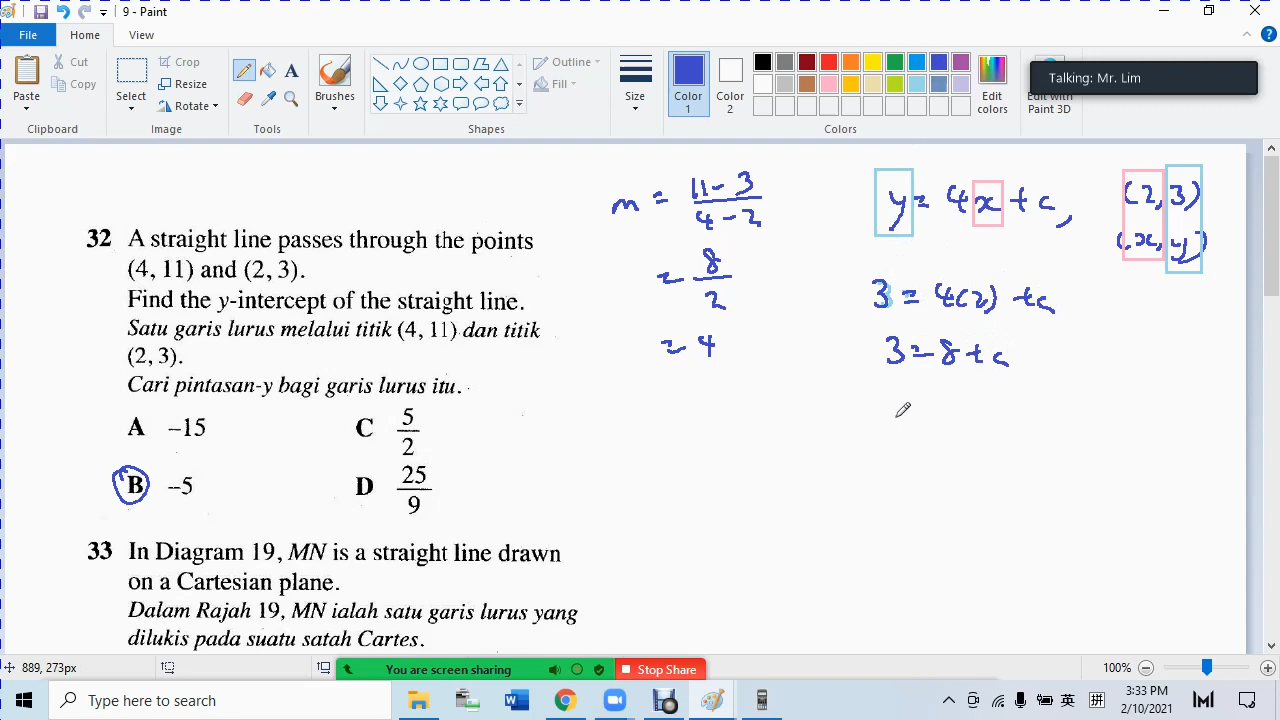 9 - Paint
File
Home
View
Paste
Cut
Copy
Clipboard
Select
Crop
Resize
Rotate
Image
Tools
Brushes
Shapes
Outline
Fill
Size
Color 1
Color 2
Edit colors
Edit with Paint 3D
Colors
Talking: Mr. Lim
32 A straight line passes through the points
(4, 11) and (2, 3).
Find the y-intercept of the straight line.
Satu garis lurus melalui titik (4, 11) dan titik
(2, 3).
Cari pintasan-y bagi garis lurus itu.
A –15 C 5/2
B –5 D 25/9
33 In Diagram 19, MN is a straight line drawn
on a Cartesian plane.
Dalam Rajah 19, MN ialah satu garis lurus yang
dilukis pada suatu satah Cartes.
m = 11 - 3 / 4 - 2
= 8 / 2
= 4
y = 4x + c, (2, 3)
(x, y)
3 = 4(2) + c
3 = 8 + c
889, 273px
You are screen sharing
Stop Share
100%
Type here to search
英
拼
3:33 PM
2/10/2021